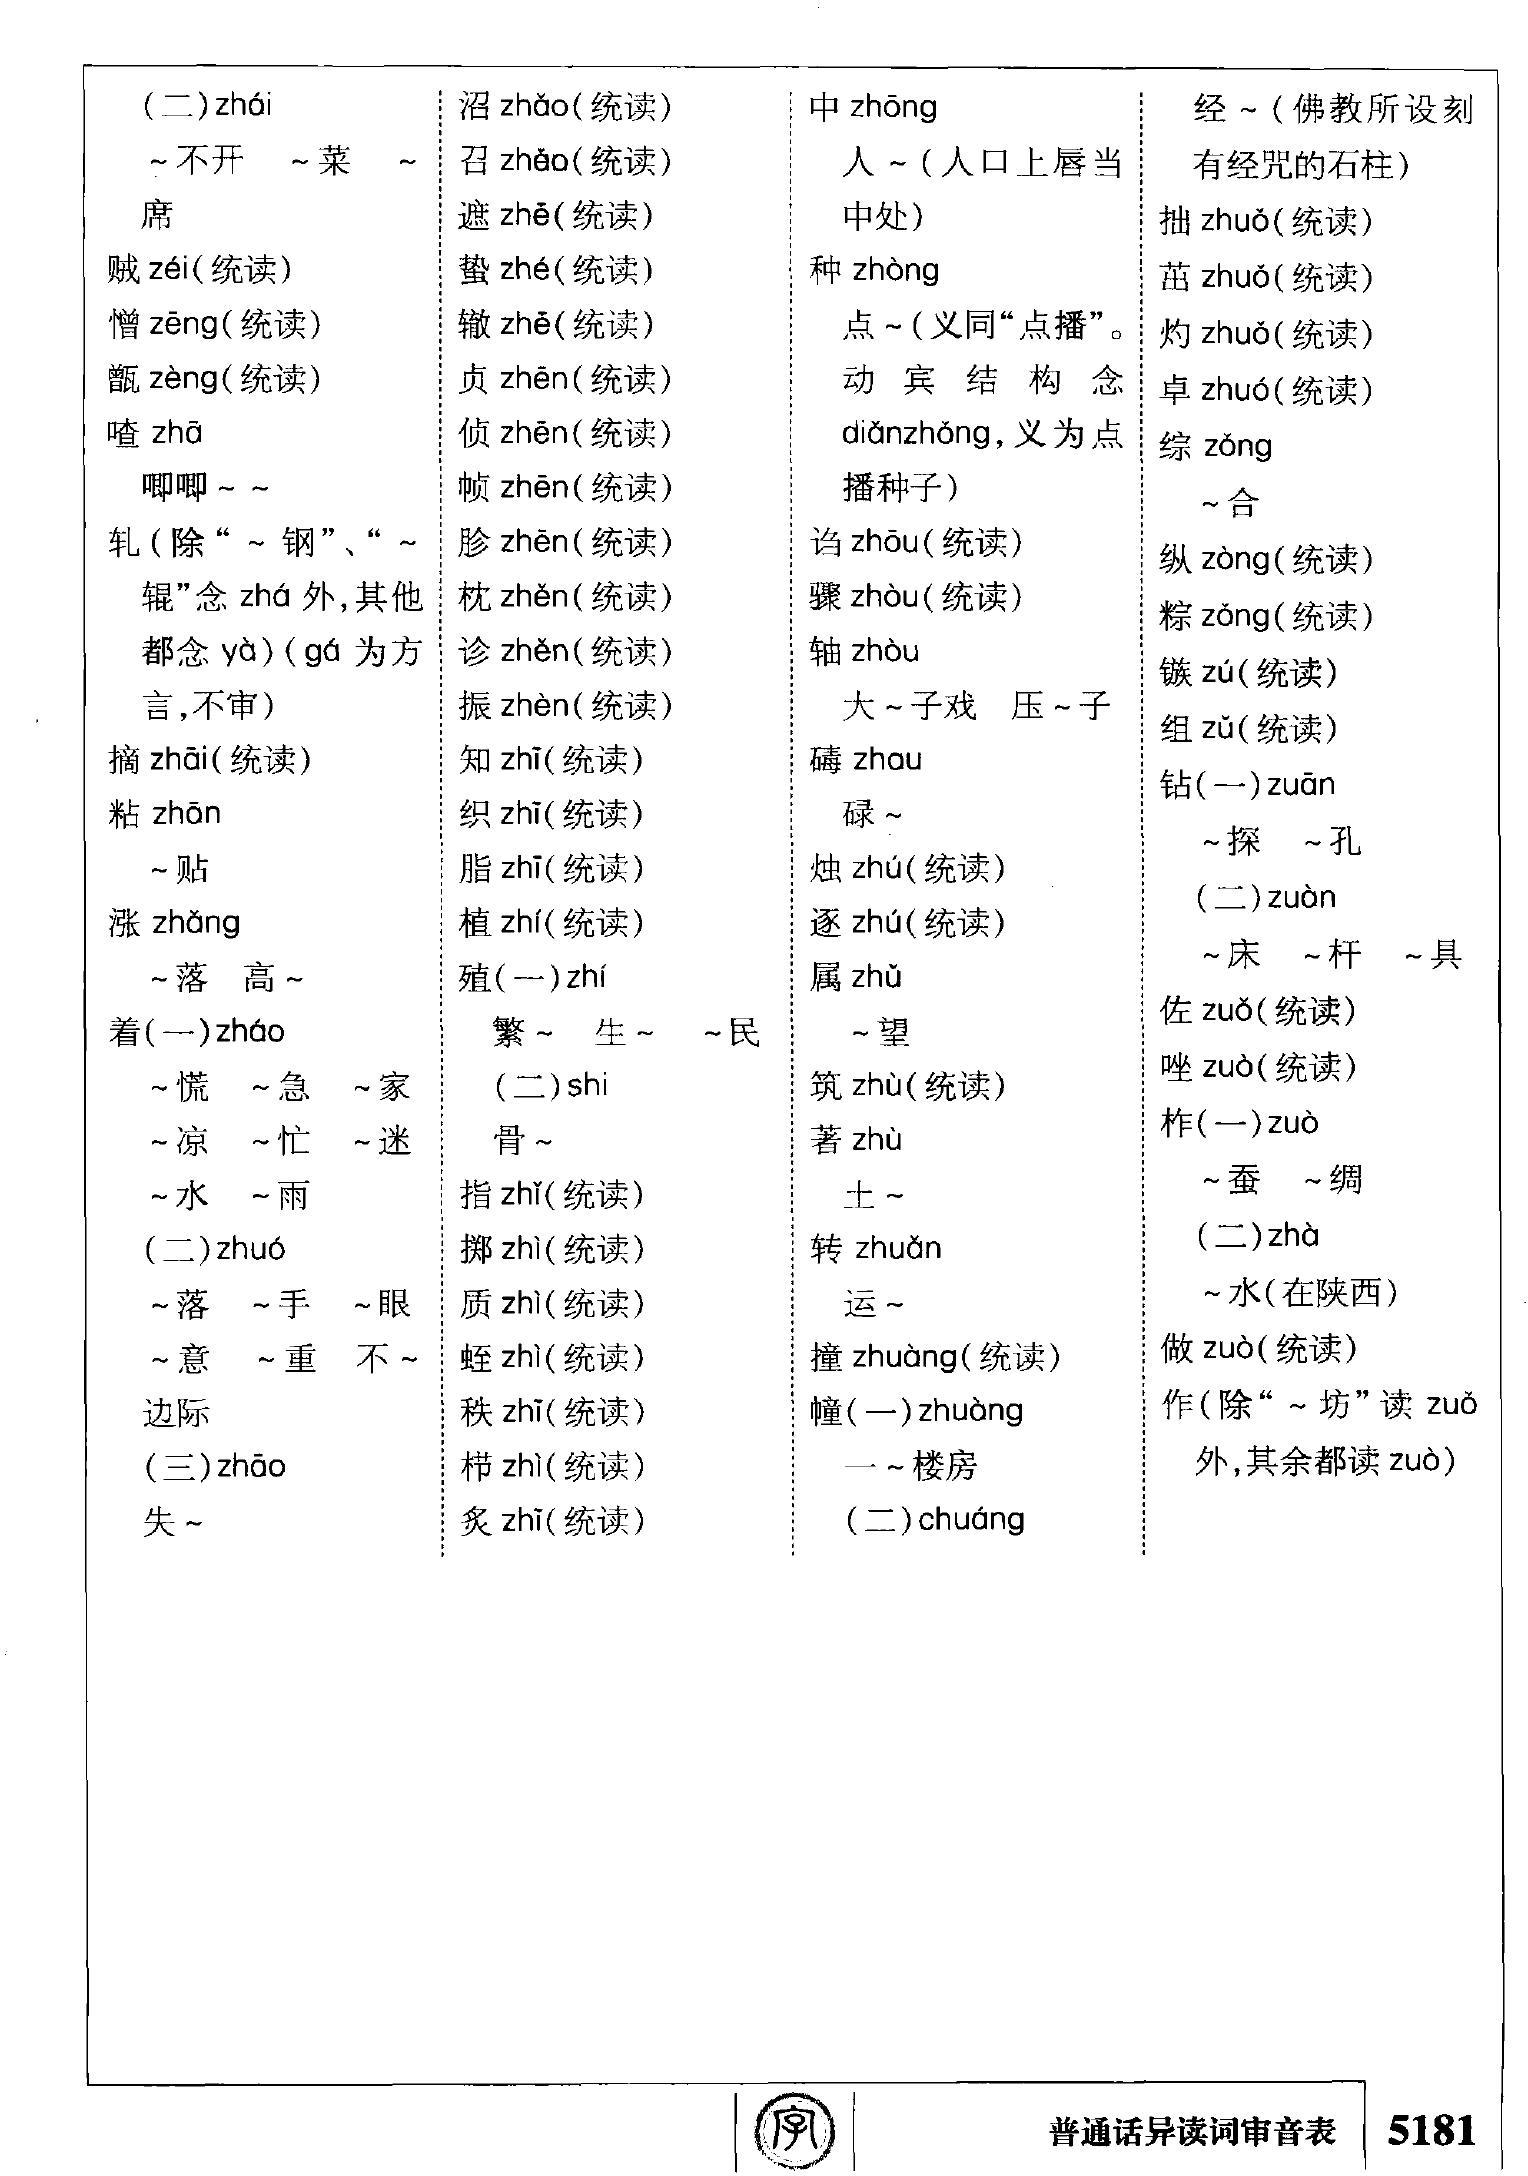 (二)zhái
~不开 ~菜 ~
席
贼 zéi(统读)
憎 zēng(统读)
甑 zèng(统读)
喳 zhā
唧唧~~
轧(除“~钢”、“~
辊”念 zhá 外,其他
都念 yà)(gá 为方
言,不审)
摘 zhāi(统读)
粘 zhān
~贴
涨 zhǎng
~落 高~
着(一)zháo
~慌 ~急 ~家
~凉 ~忙 ~迷
~水 ~雨
(二)zhuó
~落 ~手 ~眼
~意 ~重 不~
边际
(三)zhāo
失~
沼 zhǎo(统读)
召 zhāo(统读)
遮 zhē(统读)
蛰 zhé(统读)
辙 zhē(统读)
贞 zhēn(统读)
侦 zhēn(统读)
帧 zhēn(统读)
胗 zhēn(统读)
枕 zhěn(统读)
诊 zhěn(统读)
振 zhèn(统读)
知 zhī(统读)
织 zhī(统读)
脂 zhī(统读)
植 zhí(统读)
殖(一)zhí
繁~ 生~ ~民
(二)shi
骨~
指 zhǐ(统读)
掷 zhì(统读)
质 zhì(统读)
蛭 zhì(统读)
秩 zhī(统读)
栉 zhì(统读)
炙 zhī(统读)
中 zhōng
人~(人口上唇当
中处)
种 zhòng
点~(义同“点播”。
动宾结构念
diǎnzhǒng,义为点
播种子)
诌 zhōu(统读)
骤 zhòu(统读)
轴 zhòu
大~子戏 压~子
碡 zhou
碌~
烛 zhú(统读)
逐 zhú(统读)
属 zhǔ
~望
筑 zhù(统读)
著 zhù
土~
转 zhuǎn
运~
撞 zhuàng(统读)
幢(一)zhuàng
一~楼房
(二)chuáng
经~(佛教所设刻
有经咒的石柱)
拙 zhuǒ(统读)
茁 zhuǒ(统读)
灼 zhuǒ(统读)
卓 zhuó(统读)
综 zǒng
~合
纵 zòng(统读)
粽 zǒng(统读)
镞 zú(统读)
组 zǔ(统读)
钻(一)zuān
~探 ~孔
(二)zuàn
~床 ~杆 ~具
佐 zuǒ(统读)
唑 zuò(统读)
柞(一)zuò
~蚕 ~绸
(二)zhà
~水(在陕西)
做 zuò(统读)
作(除“~坊”读 zuǒ
外,其余都读 zuò)
字
普通话异读词审音表 5181